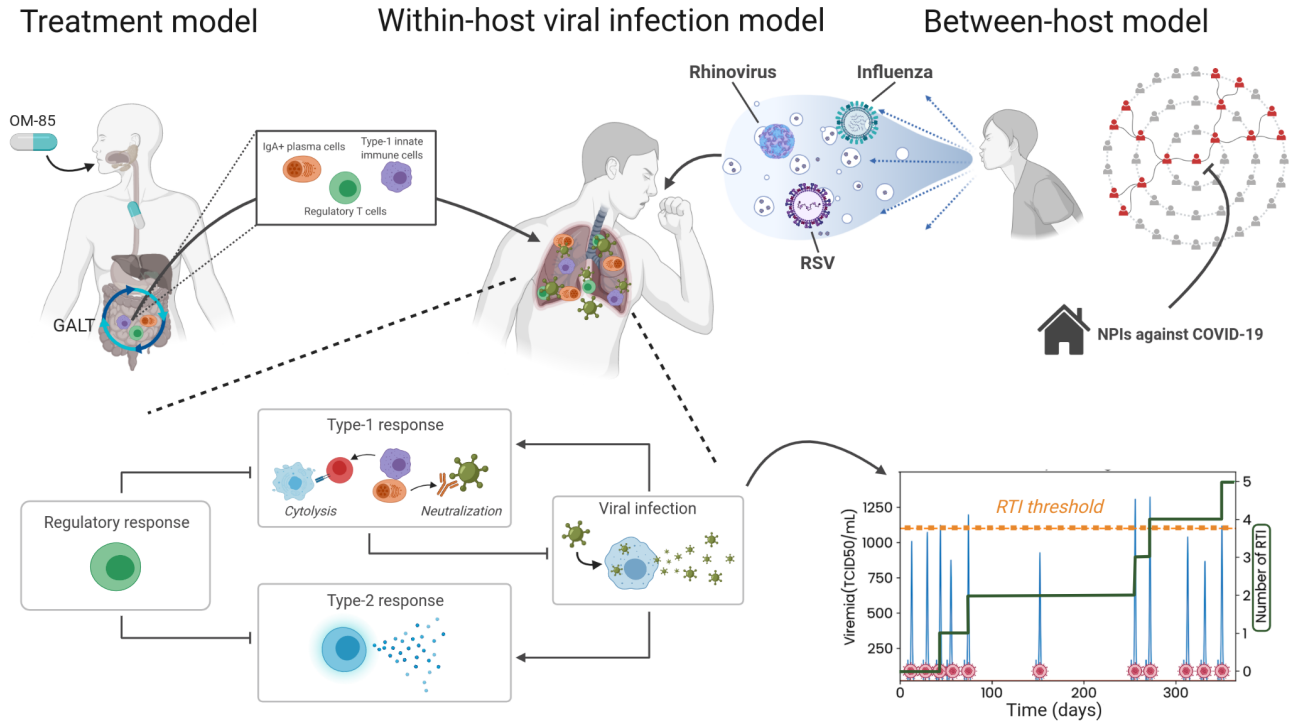 Treatment model
Within-host viral infection model
Between-host model
OM-85
IgA+ plasma cells
Type-1 innate
immune cells
Regulatory T cells
GALT
Rhinovirus
Influenza
RSV
NPIs against COVID-19
Regulatory response
Type-1 response
Cytolysis
Neutralization
Type-2 response
Viral infection
RTI threshold
Viremia(TCID50/mL)
1250
1000
750
500
250
0
100
200
300
Time (days)
5
4
3
2
1
0
Number of RTI